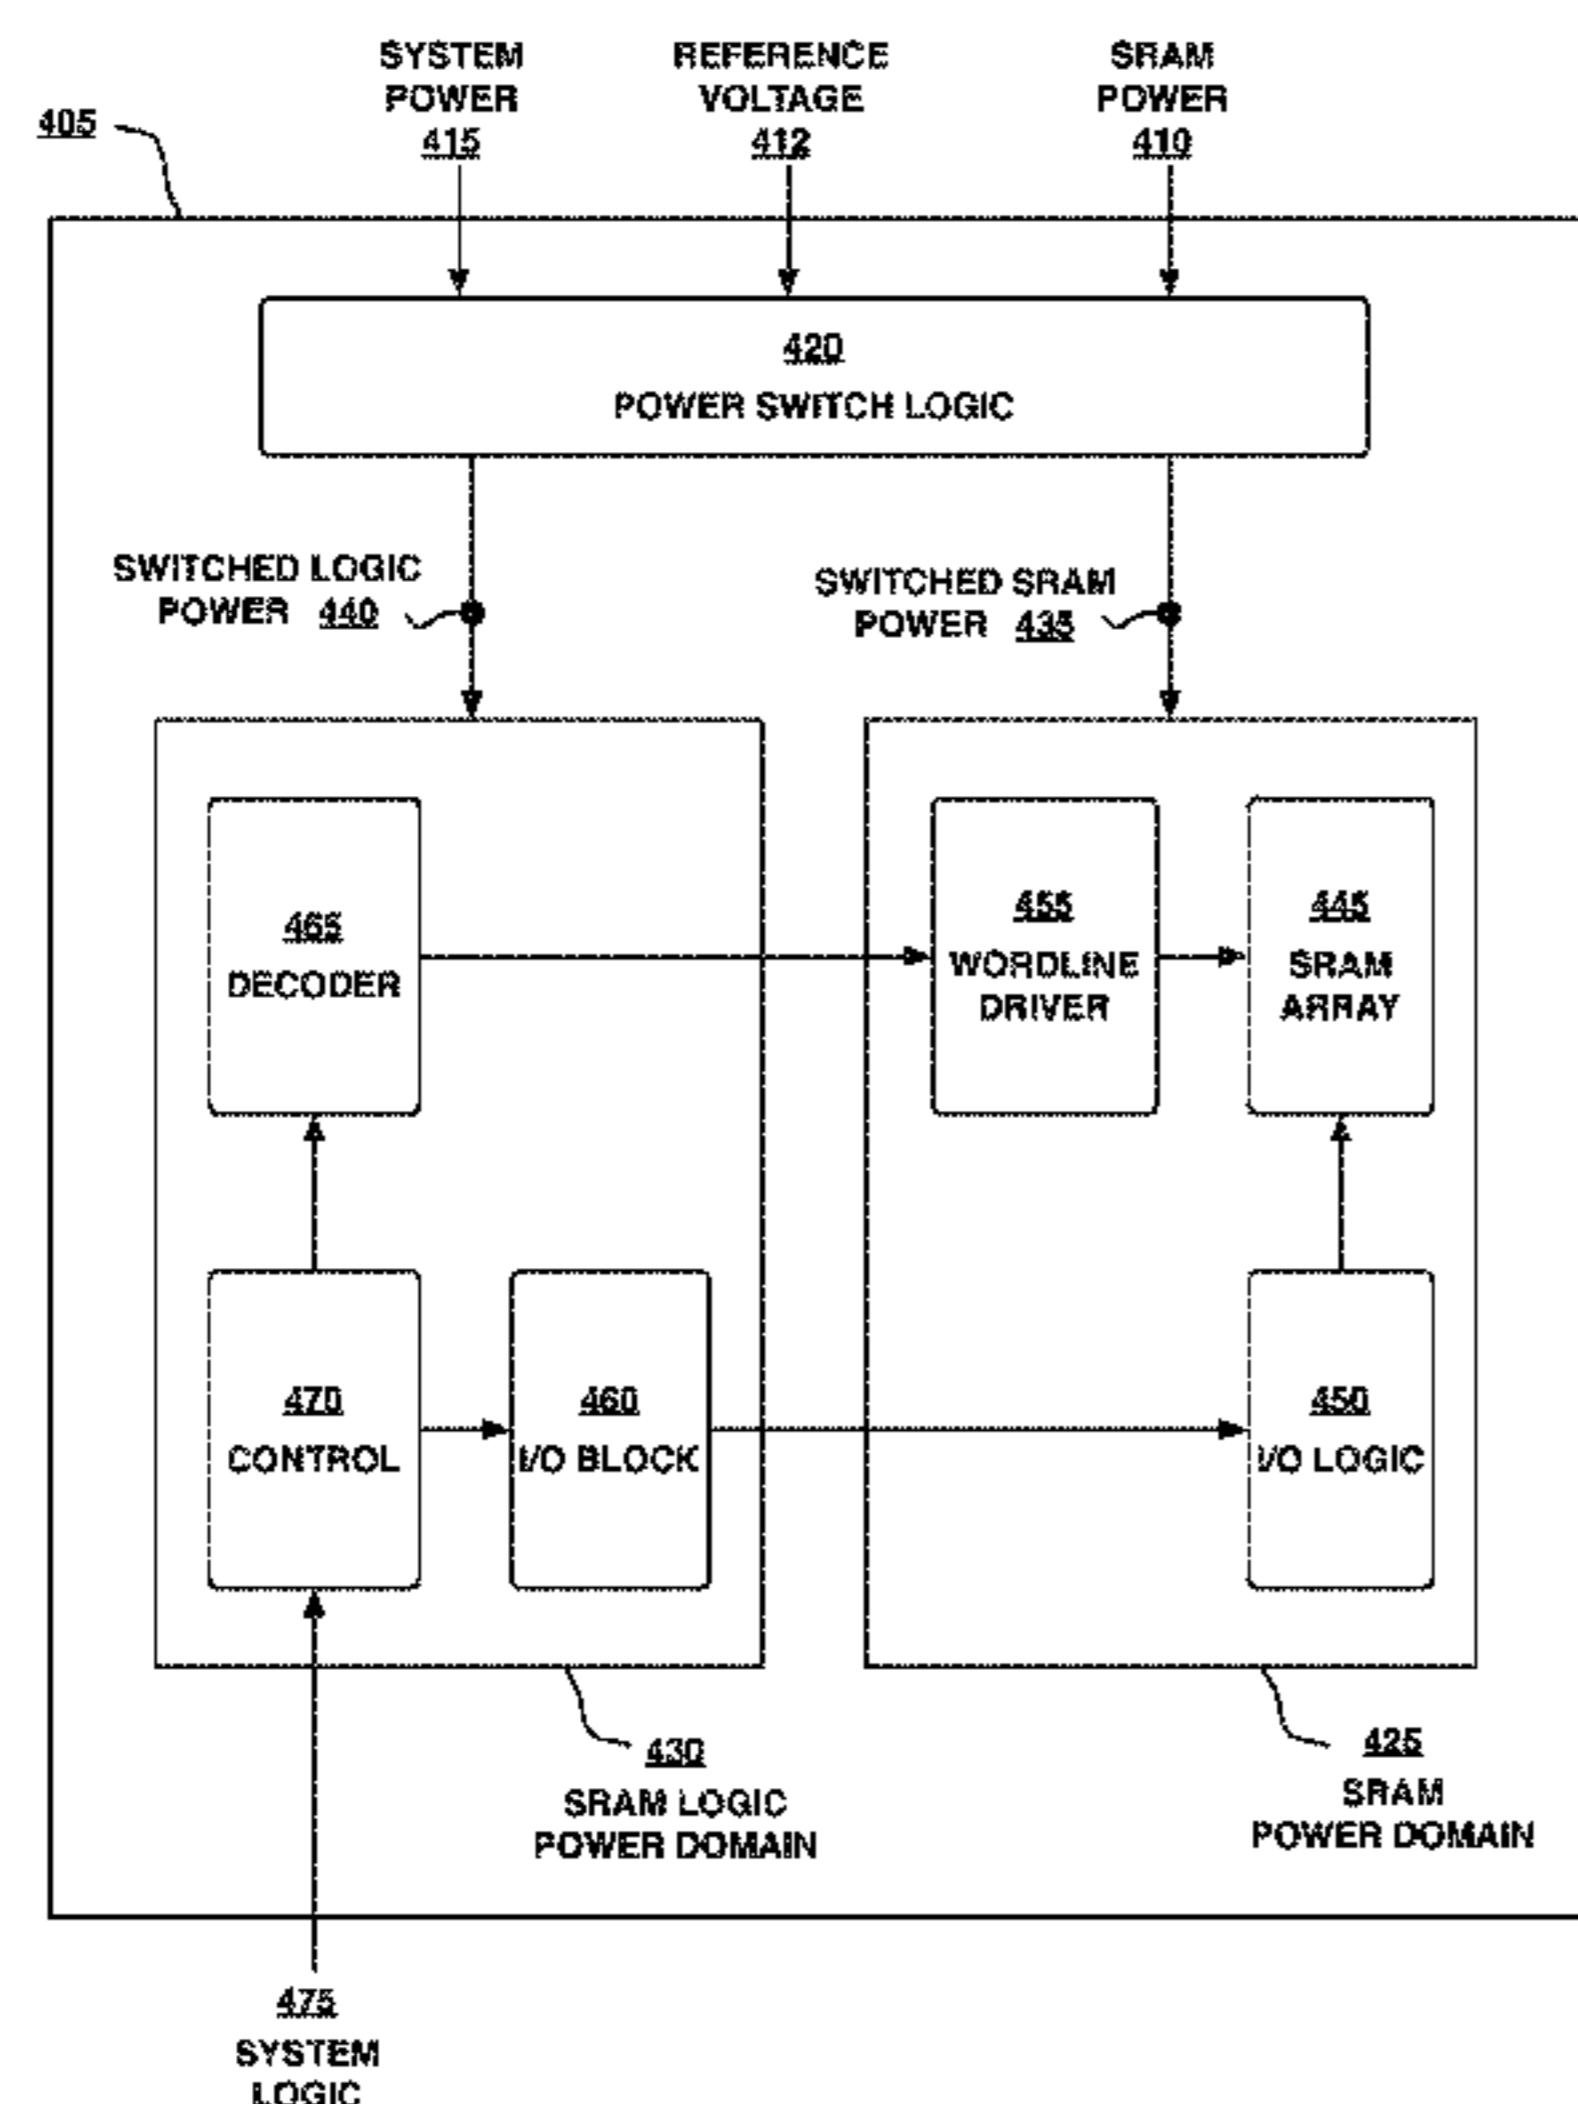 SYSTEM
POWER
415
REFERENCE
VOLTAGE
412
SRAM
POWER
410
405
420
POWER SWITCH LOGIC
SWITCHED LOGIC
POWER 440
SWITCHED SRAM
POWER 435
465
DECODER
455
WORDLINE
DRIVER
445
SRAM
ARRAY
470
CONTROL
460
I/O BLOCK
450
I/O LOGIC
430
SRAM LOGIC
POWER DOMAIN
425
SRAM
POWER DOMAIN
475
SYSTEM
LOGIC